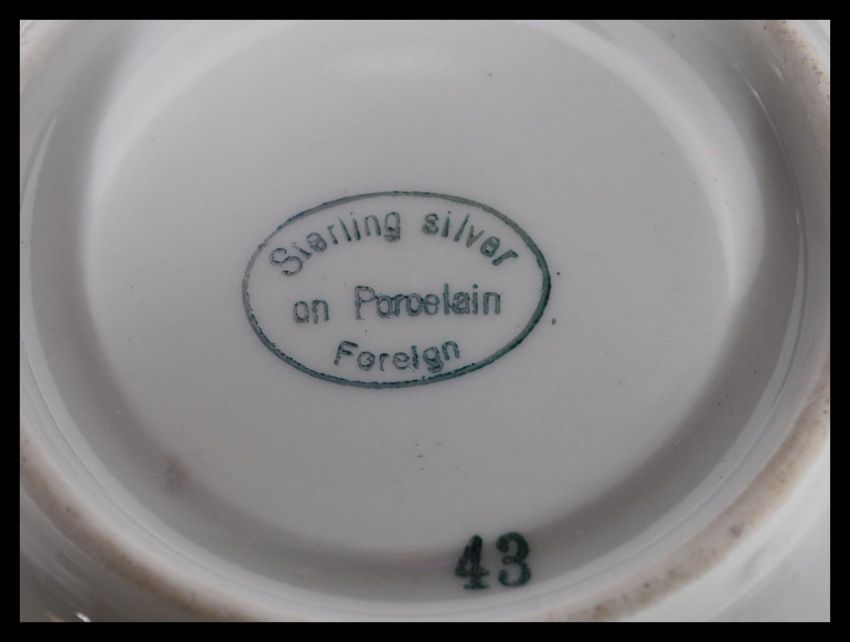 Sterling silver
on Porcelain
Foreign
43